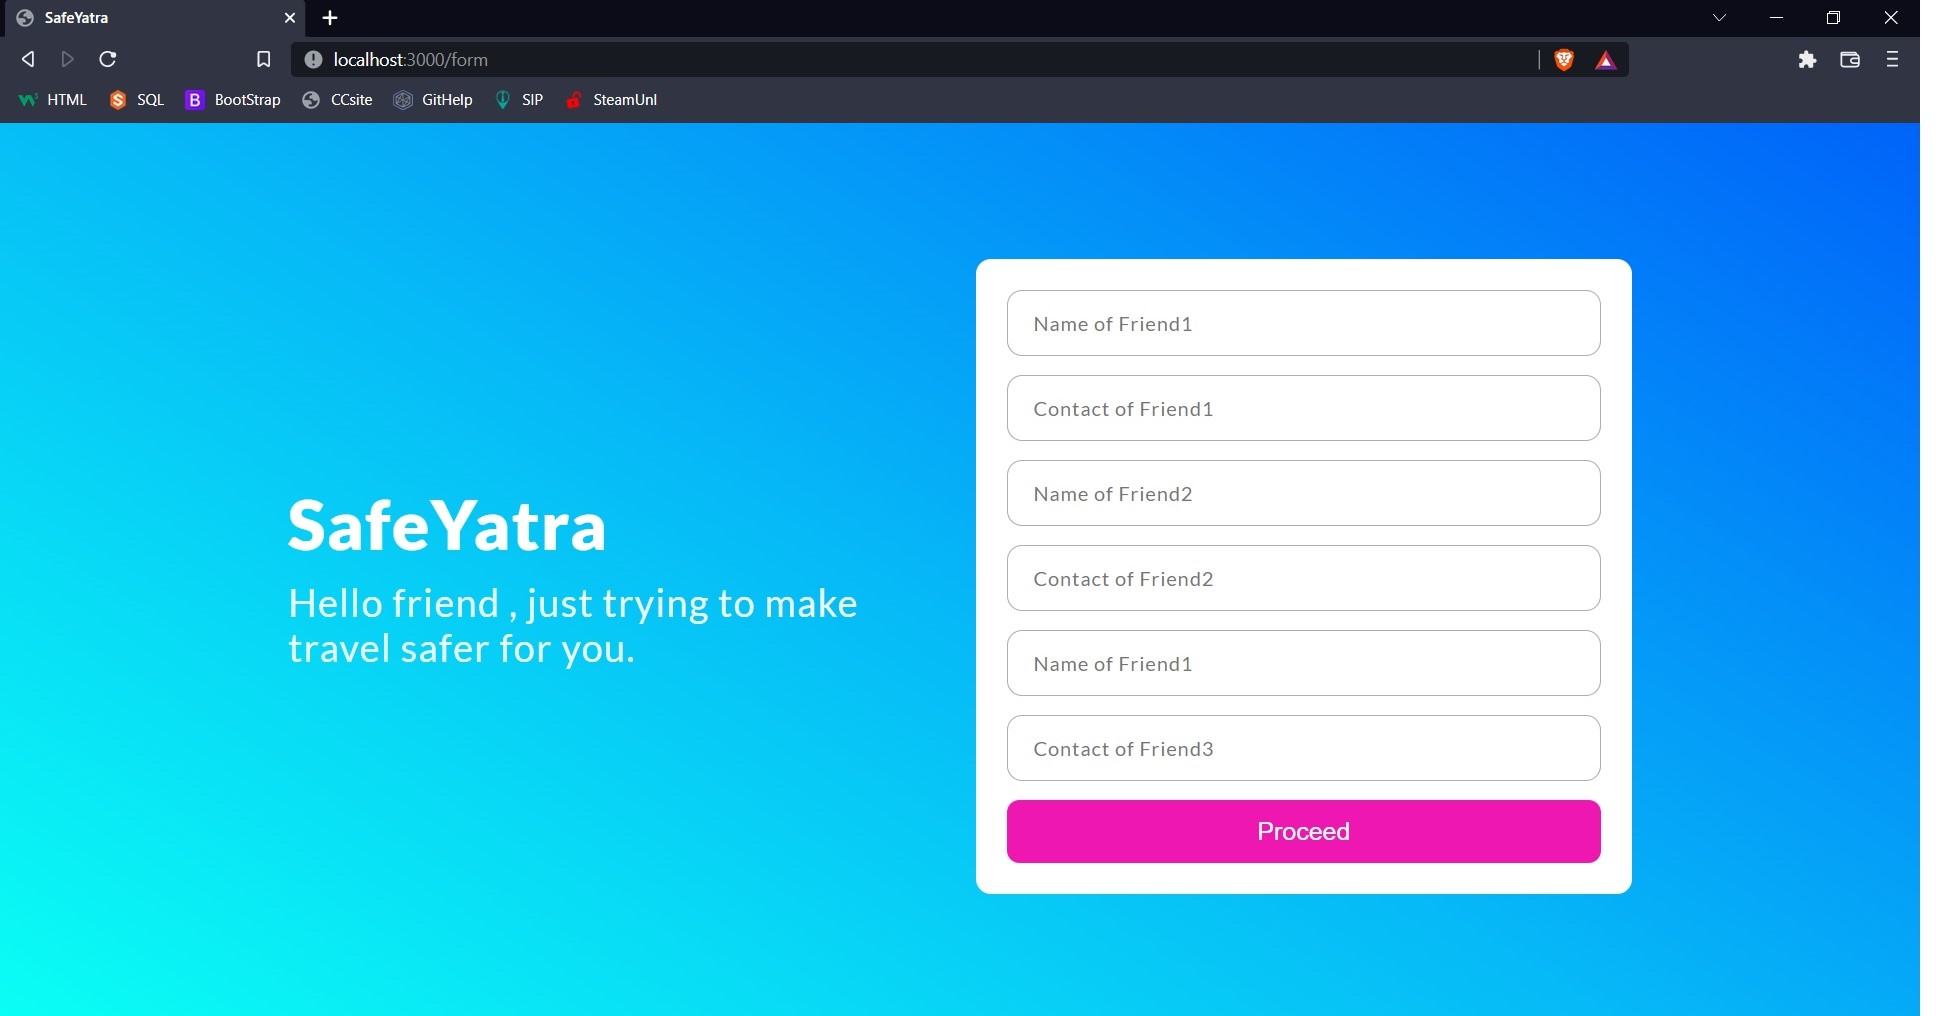 SafeYatra
localhost:3000/form
HTML SQL BootStrap CCsite GitHelp SIP SteamUnl
SafeYatra
Hello friend , just trying to make
travel safer for you.
Name of Friend1
Contact of Friend1
Name of Friend2
Contact of Friend2
Name of Friend1
Contact of Friend3
Proceed